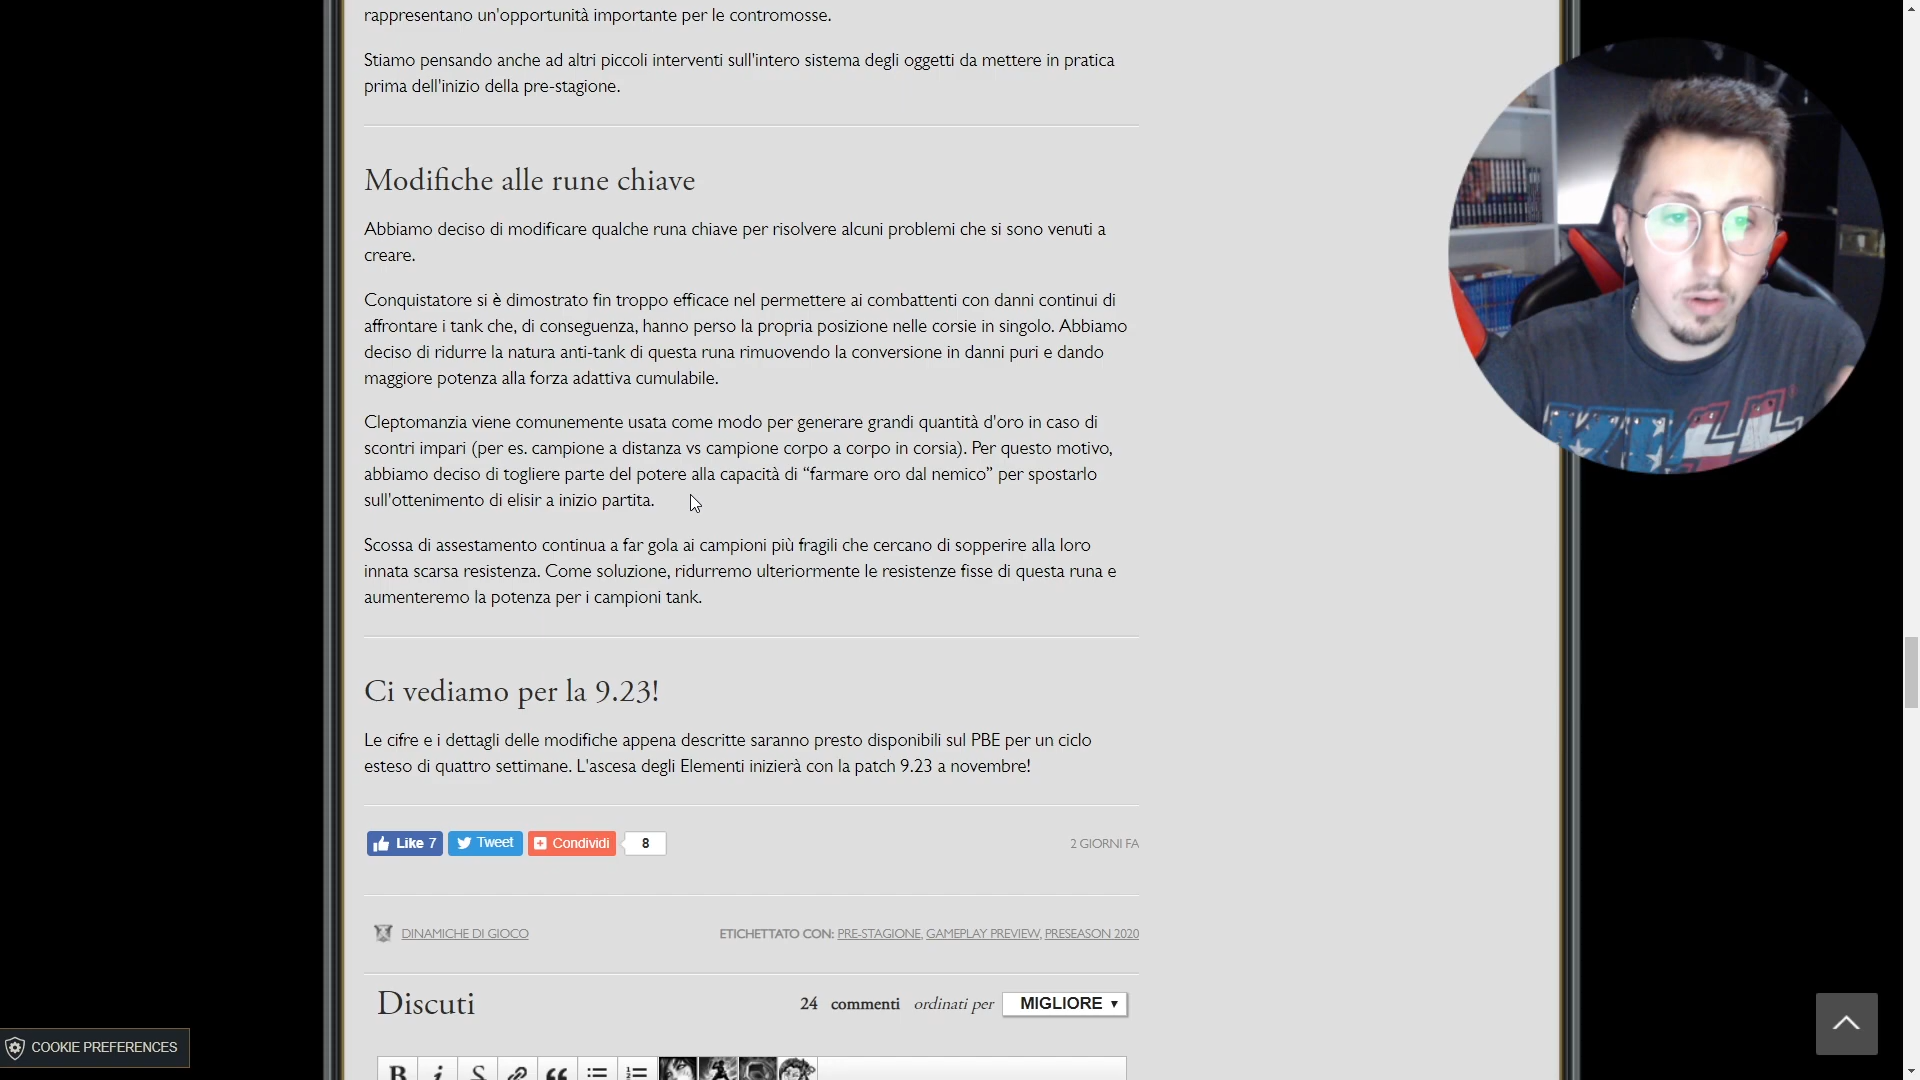 rappresentano un'opportunità importante per le contromosse.
Stiamo pensando anche ad altri piccoli interventi sull'intero sistema degli oggetti da mettere in pratica
prima dell'inizio della pre-stagione.
Modifiche alle rune chiave
Abbiamo deciso di modificare qualche runa chiave per risolvere alcuni problemi che si sono venuti a
creare.
Conquistatore si è dimostrato fin troppo efficace nel permettere ai combattenti con danni continui di
affrontare i tank che, di conseguenza, hanno perso la propria posizione nelle corsie in singolo. Abbiamo
deciso di ridurre la natura anti-tank di questa runa rimuovendo la conversione in danni puri e dando
maggiore potenza alla forza adattiva cumulabile.
Cleptomanzia viene comunemente usata come modo per generare grandi quantità d'oro in caso di
scontri impari (per es. campione a distanza vs campione corpo a corpo in corsia). Per questo motivo,
abbiamo deciso di togliere parte del potere alla capacità di “farmare oro dal nemico” per spostarlo
sull'ottenimento di elisir a inizio partita.
Scossa di assestamento continua a far gola ai campioni più fragili che cercano di sopperire alla loro
innata scarsa resistenza. Come soluzione, ridurremo ulteriormente le resistenze fisse di questa runa e
aumenteremo la potenza per i campioni tank.
Ci vediamo per la 9.23!
Le cifre e i dettagli delle modifiche appena descritte saranno presto disponibili sul PBE per un ciclo
esteso di quattro settimane. L'ascesa degli Elementi inizierà con la patch 9.23 a novembre!
Like 7 Tweet Condividi 8 2 GIORNI FA
DINAMICHE DI GIOCO ETICHETTATO CON: PRE-STAGIONE, GAMEPLAY PREVIEW, PRESEASON 2020
Discuti 24 commenti ordinati per MIGLIORE
COOKIE PREFERENCES
B i S